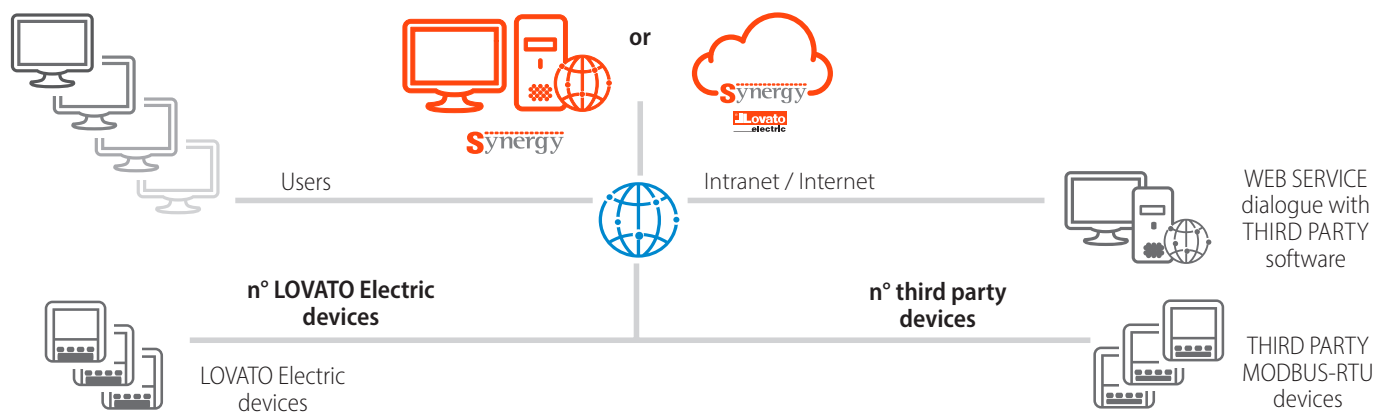 or
Synergy
Lovato
electric
Synergy
Users
Intranet / Internet
WEB SERVICE
dialogue with
THIRD PARTY
software
n° LOVATO Electric
devices
n° third party
devices
LOVATO Electric
devices
THIRD PARTY
MODBUS-RTU
devices